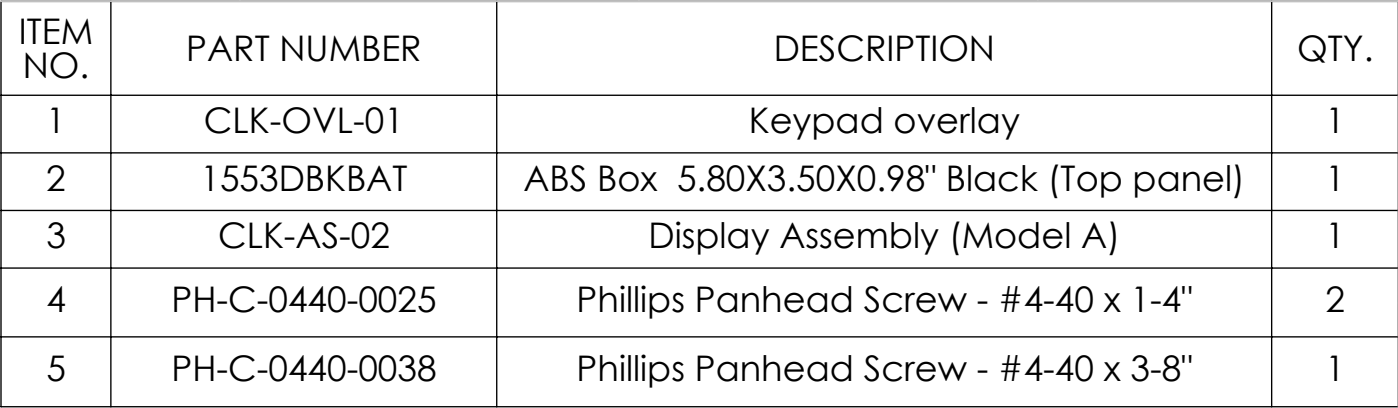 ITEM NO. PART NUMBER DESCRIPTION QTY.
1 CLK-OVL-01 Keypad overlay 1
2 1553DBKBAT ABS Box 5.80X3.50X0.98" Black (Top panel) 1
3 CLK-AS-02 Display Assembly (Model A) 1
4 PH-C-0440-0025 Phillips Panhead Screw - #4-40 x 1-4" 2
5 PH-C-0440-0038 Phillips Panhead Screw - #4-40 x 3-8" 1